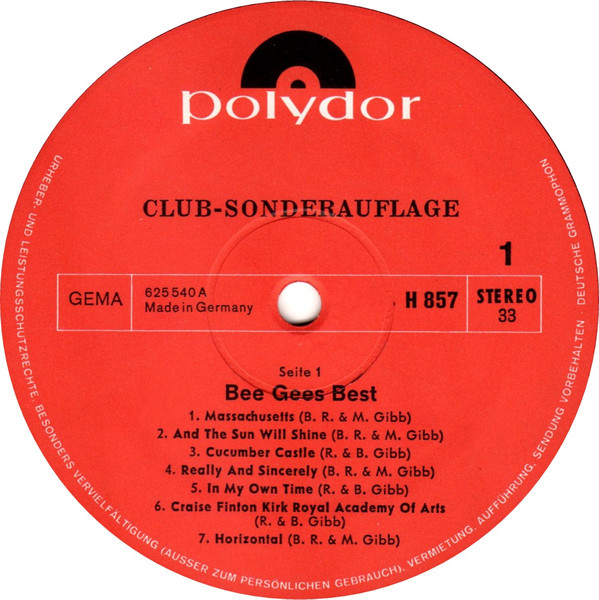 polydor
CLUB-SONDERAUFLAGE
1
GEMA
625 540 A
Made in Germany
H 857
STEREO
33
Seite 1
Bee Gees Best
1. Massachusetts (B. R. & M. Gibb)
2. And The Sun Will Shine (B. R. & M. Gibb)
3. Cucumber Castle (R. & B. Gibb)
4. Really And Sincerely (B. R. & M. Gibb)
5. In My Own Time (R. & B. Gibb)
6. Craise Finton Kirk Royal Academy Of Arts
(R. & B. Gibb)
7. Horizontal (B. R. & M. Gibb)
URHEBER- UND LEISTUNGSSCHUTZRECHTE, BESONDERS VERVIELFÄLTIGUNG (AUSSER ZUM PERSÖNLICHEN GEBRAUCH), VERMIETUNG, AUFFÜHRUNG, SENDUNG VORBEHALTEN · DEUTSCHE GRAMMOPHON